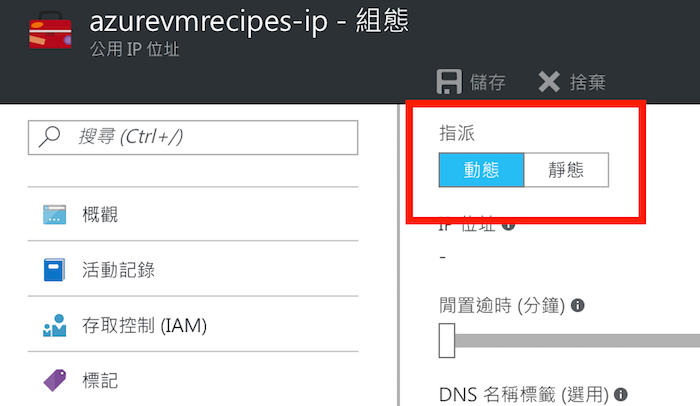 azurevmrecipes-ip - 組態
公用 IP 位址
儲存
捨棄
搜尋 (Ctrl+/)
概觀
活動記錄
存取控制 (IAM)
標記
指派
動態
靜態
IP 位址
-
閒置逾時 (分鐘)
DNS 名稱標籤 (選用)